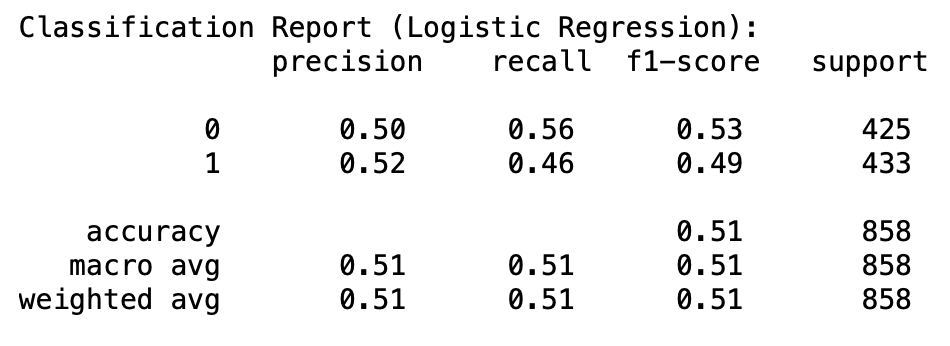 Classification Report (Logistic Regression):
precision recall f1-score support
0 0.50 0.56 0.53 425
1 0.52 0.46 0.49 433
accuracy 0.51 858
macro avg 0.51 0.51 0.51 858
weighted avg 0.51 0.51 0.51 858